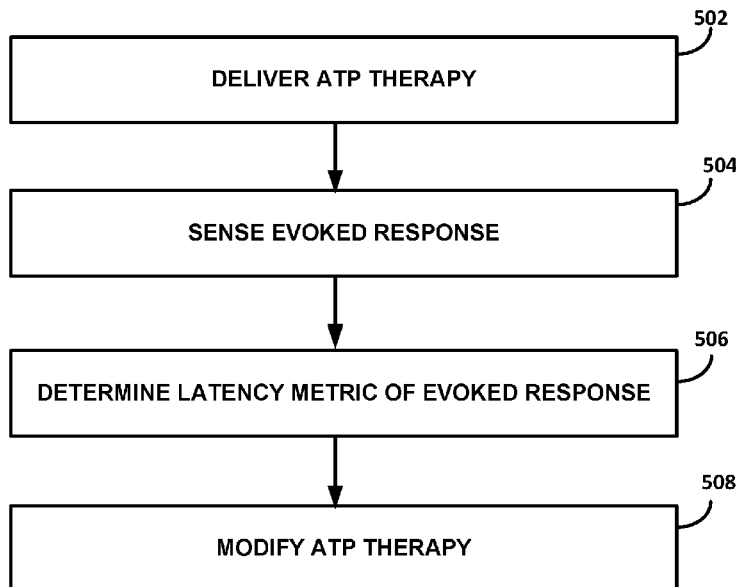 502
DELIVER ATP THERAPY
504
SENSE EVOKED RESPONSE
506
DETERMINE LATENCY METRIC OF EVOKED RESPONSE
508
MODIFY ATP THERAPY